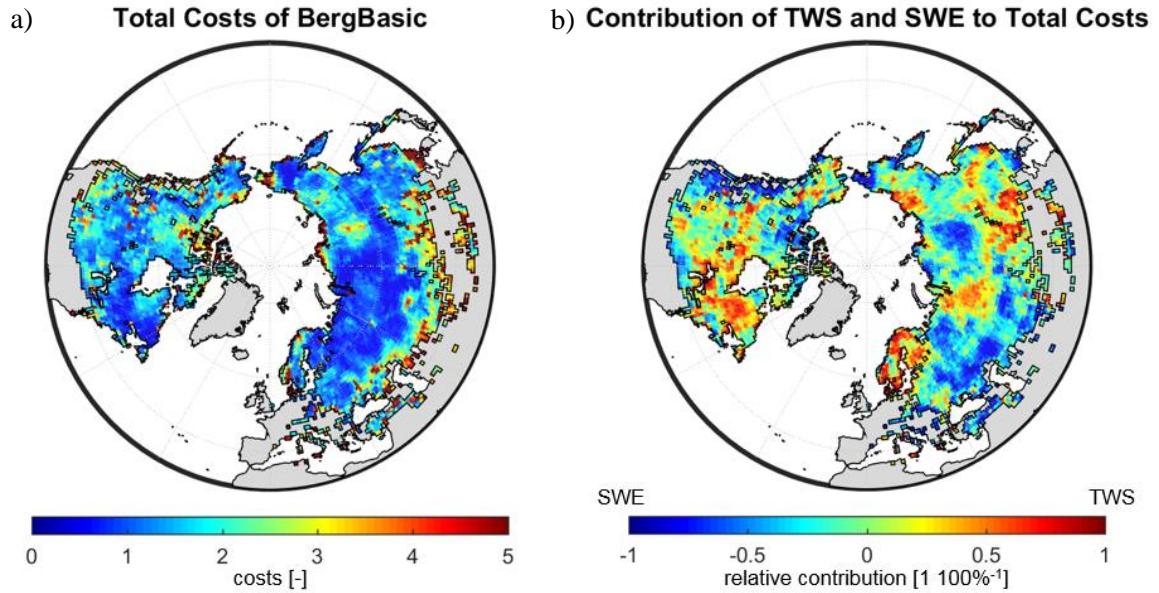 a) Total Costs of BergBasic
b) Contribution of TWS and SWE to Total Costs
0 1 2 3 4 5
costs [-]
SWE TWS
-1 -0.5 0 0.5 1
relative contribution [1 100%⁻¹]